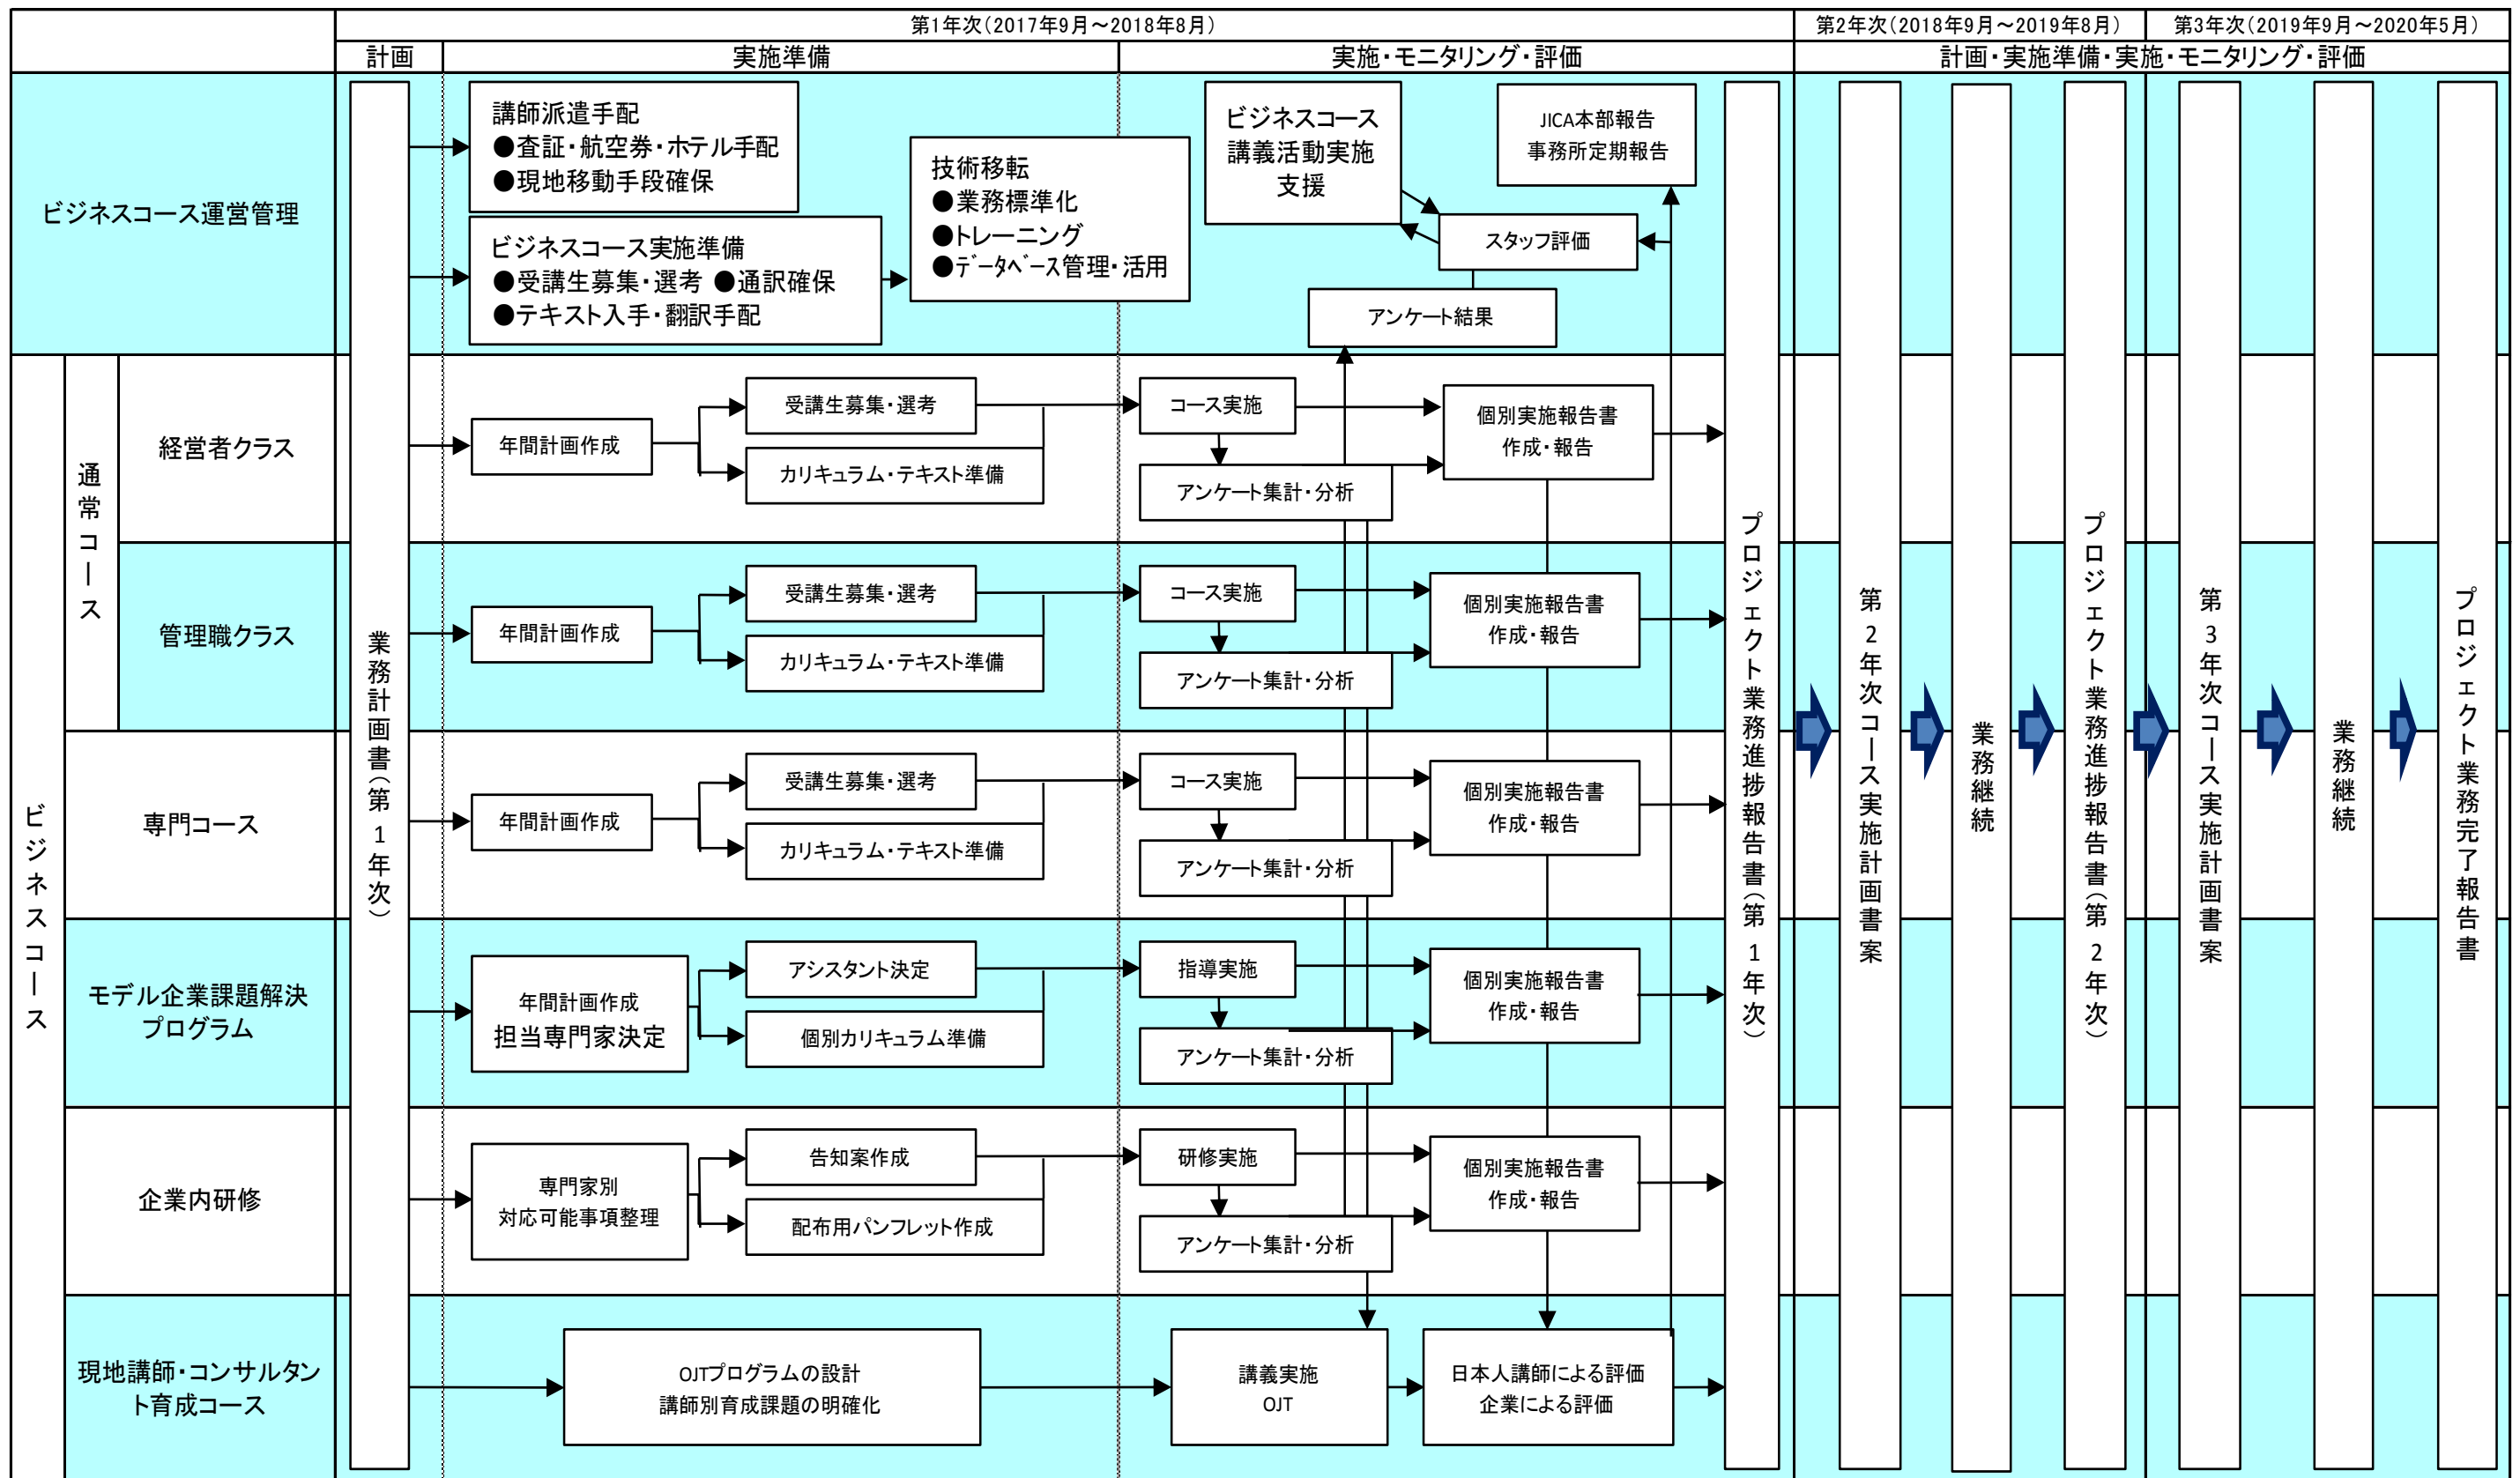 第1年次(2017年9月～2018年8月)
第2年次(2018年9月～2019年8月)
第3年次(2019年9月～2020年5月)
計画
実施準備
実施・モニタリング・評価
計画・実施準備・実施・モニタリング・評価
ビジネスコース運営管理
講師派遣手配
●査証・航空券・ホテル手配
●現地移動手段確保
ビジネスコース実施準備
●受講生募集・選考 ●通訳確保
●テキスト入手・翻訳手配
技術移転
●業務標準化
●トレーニング
●データベース管理・活用
ビジネスコース
講義活動実施
支援
JICA本部報告
事務所定期報告
スタッフ評価
アンケート結果
ビジネスコース
通常コース
経営者クラス
年間計画作成
受講生募集・選考
カリキュラム・テキスト準備
コース実施
アンケート集計・分析
個別実施報告書
作成・報告
管理職クラス
年間計画作成
受講生募集・選考
カリキュラム・テキスト準備
コース実施
アンケート集計・分析
個別実施報告書
作成・報告
専門コース
年間計画作成
受講生募集・選考
カリキュラム・テキスト準備
コース実施
アンケート集計・分析
個別実施報告書
作成・報告
モデル企業課題解決
プログラム
年間計画作成
担当専門家決定
アシスタント決定
個別カリキュラム準備
指導実施
アンケート集計・分析
個別実施報告書
作成・報告
企業内研修
専門家別
対応可能事項整理
告知案作成
配布用パンフレット作成
研修実施
アンケート集計・分析
個別実施報告書
作成・報告
現地講師・コンサルタン
ト育成コース
OJTプログラムの設計
講師別育成課題の明確化
講義実施
OJT
日本人講師による評価
企業による評価
業務計画書(第1年次)
プロジェクト業務進捗報告書(第1年次)
第2年次コース実施計画書案
業務継続
プロジェクト業務進捗報告書(第2年次)
第3年次コース実施計画書案
業務継続
プロジェクト業務完了報告書